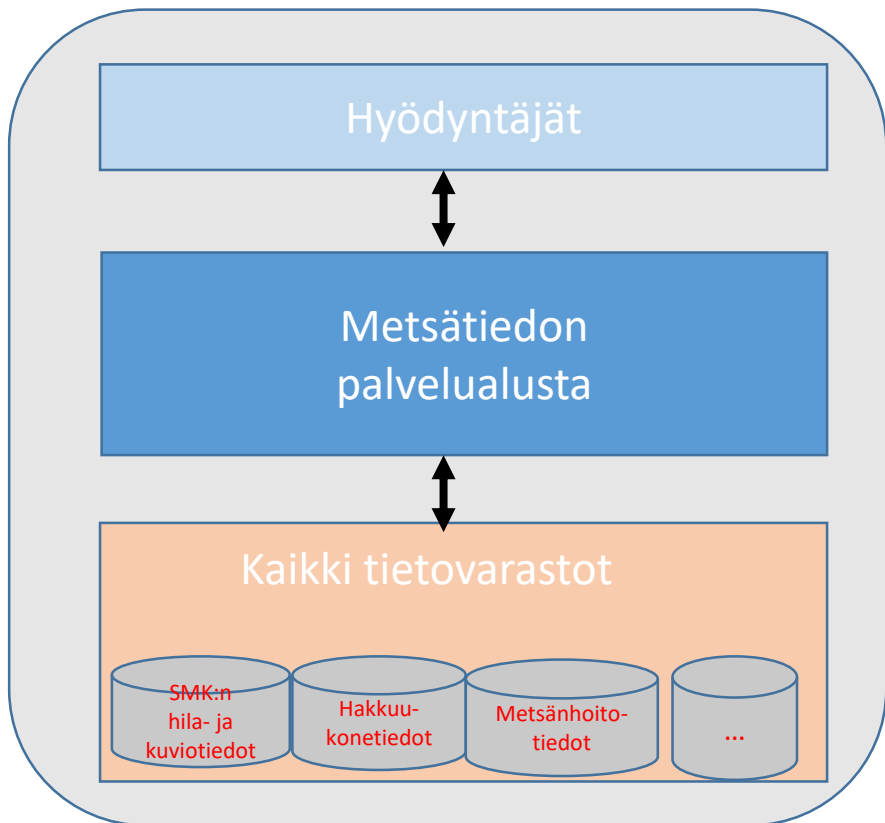 Hyödyntäjät
Metsätiedon
palvelualusta
Kaikki tietovarastot
SMK:n
hila- ja
kuviotiedot
Hakkuu-
konetiedot
Metsänhoito-
tiedot
...